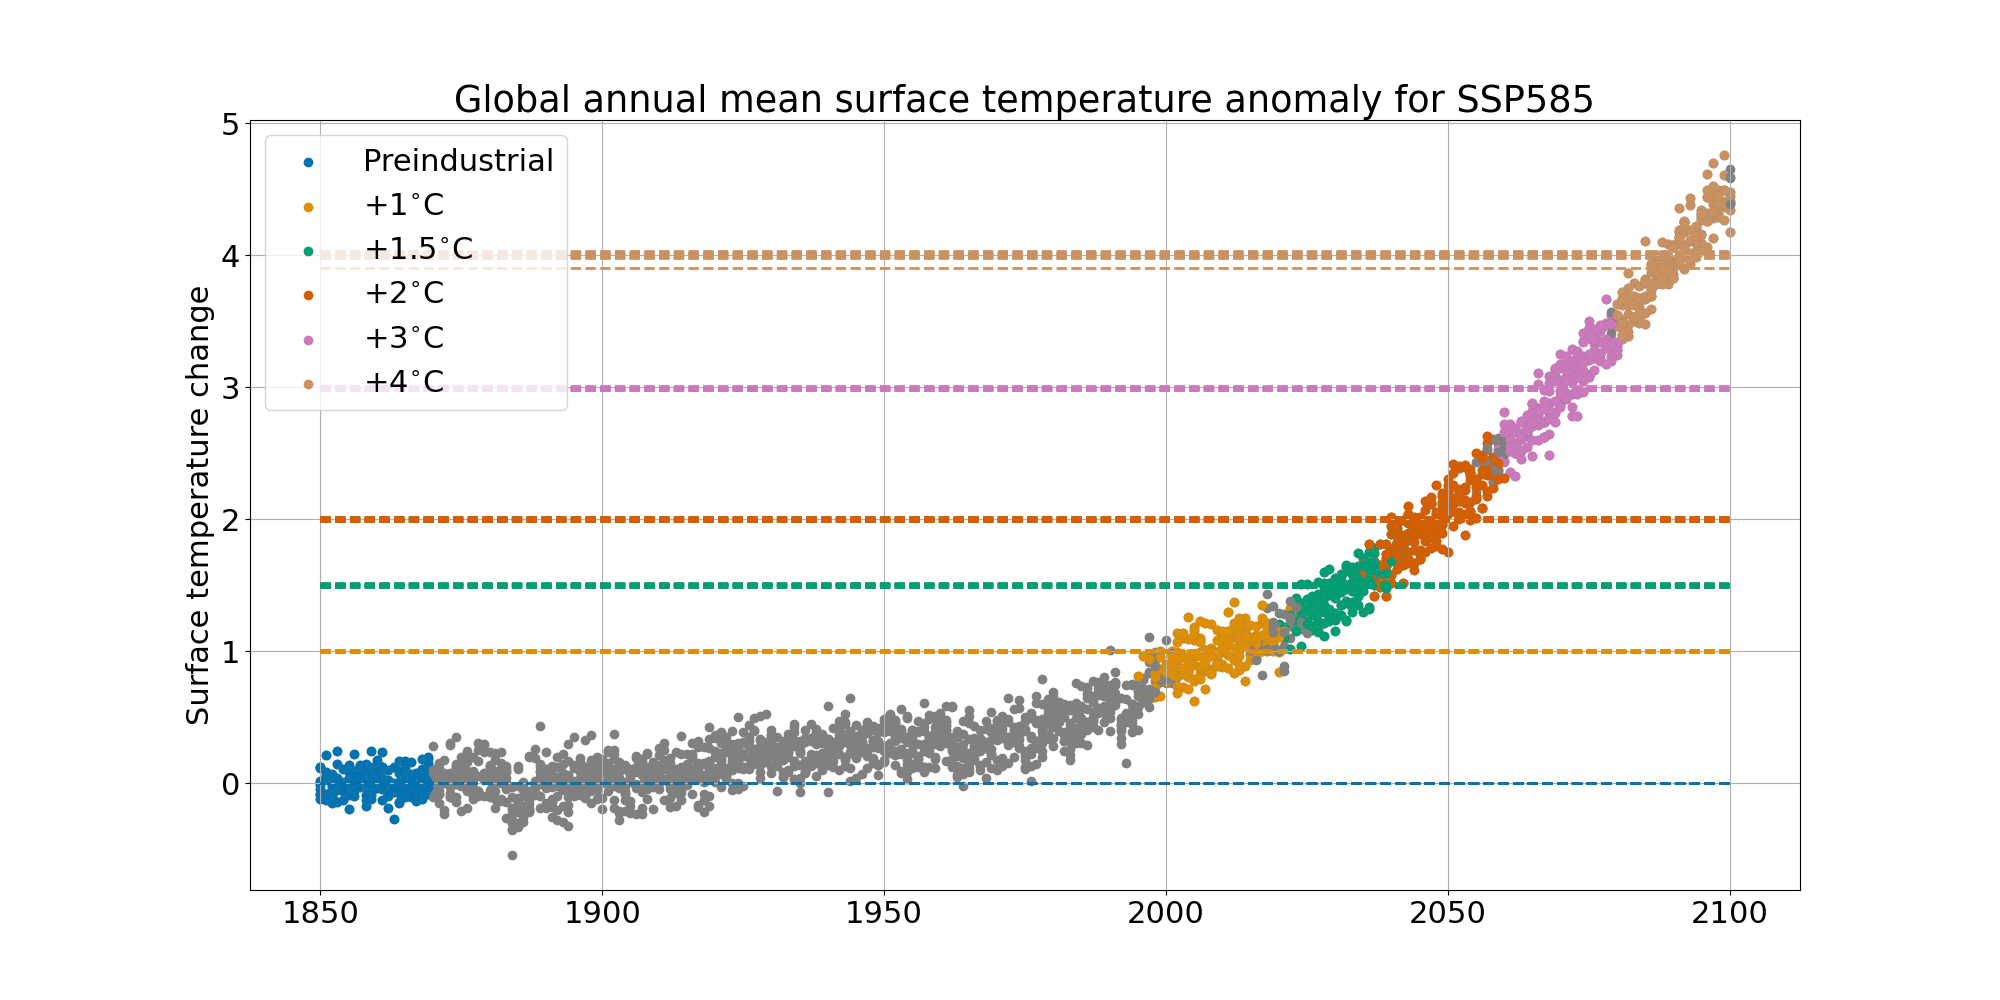 Global annual mean surface temperature anomaly for SSP585
Surface temperature change
5
4
3
2
1
0
Preindustrial
+1°C
+1.5°C
+2°C
+3°C
+4°C
1850 1900 1950 2000 2050 2100